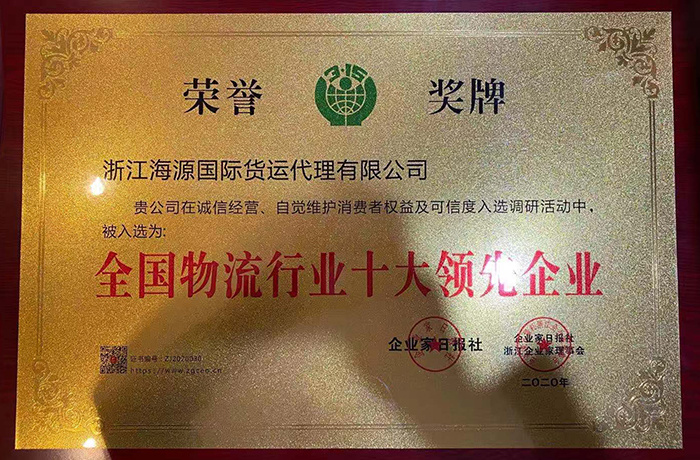 荣誉 3·15 奖牌
浙江海源国际货运代理有限公司
贵公司在诚信经营、自觉维护消费者权益及可信度入选调研活动中,
被入选为:
全国物流行业十大领先企业
企业家日报社
企业家日报社
浙江企业家理事会
二〇二〇年
证书编号: